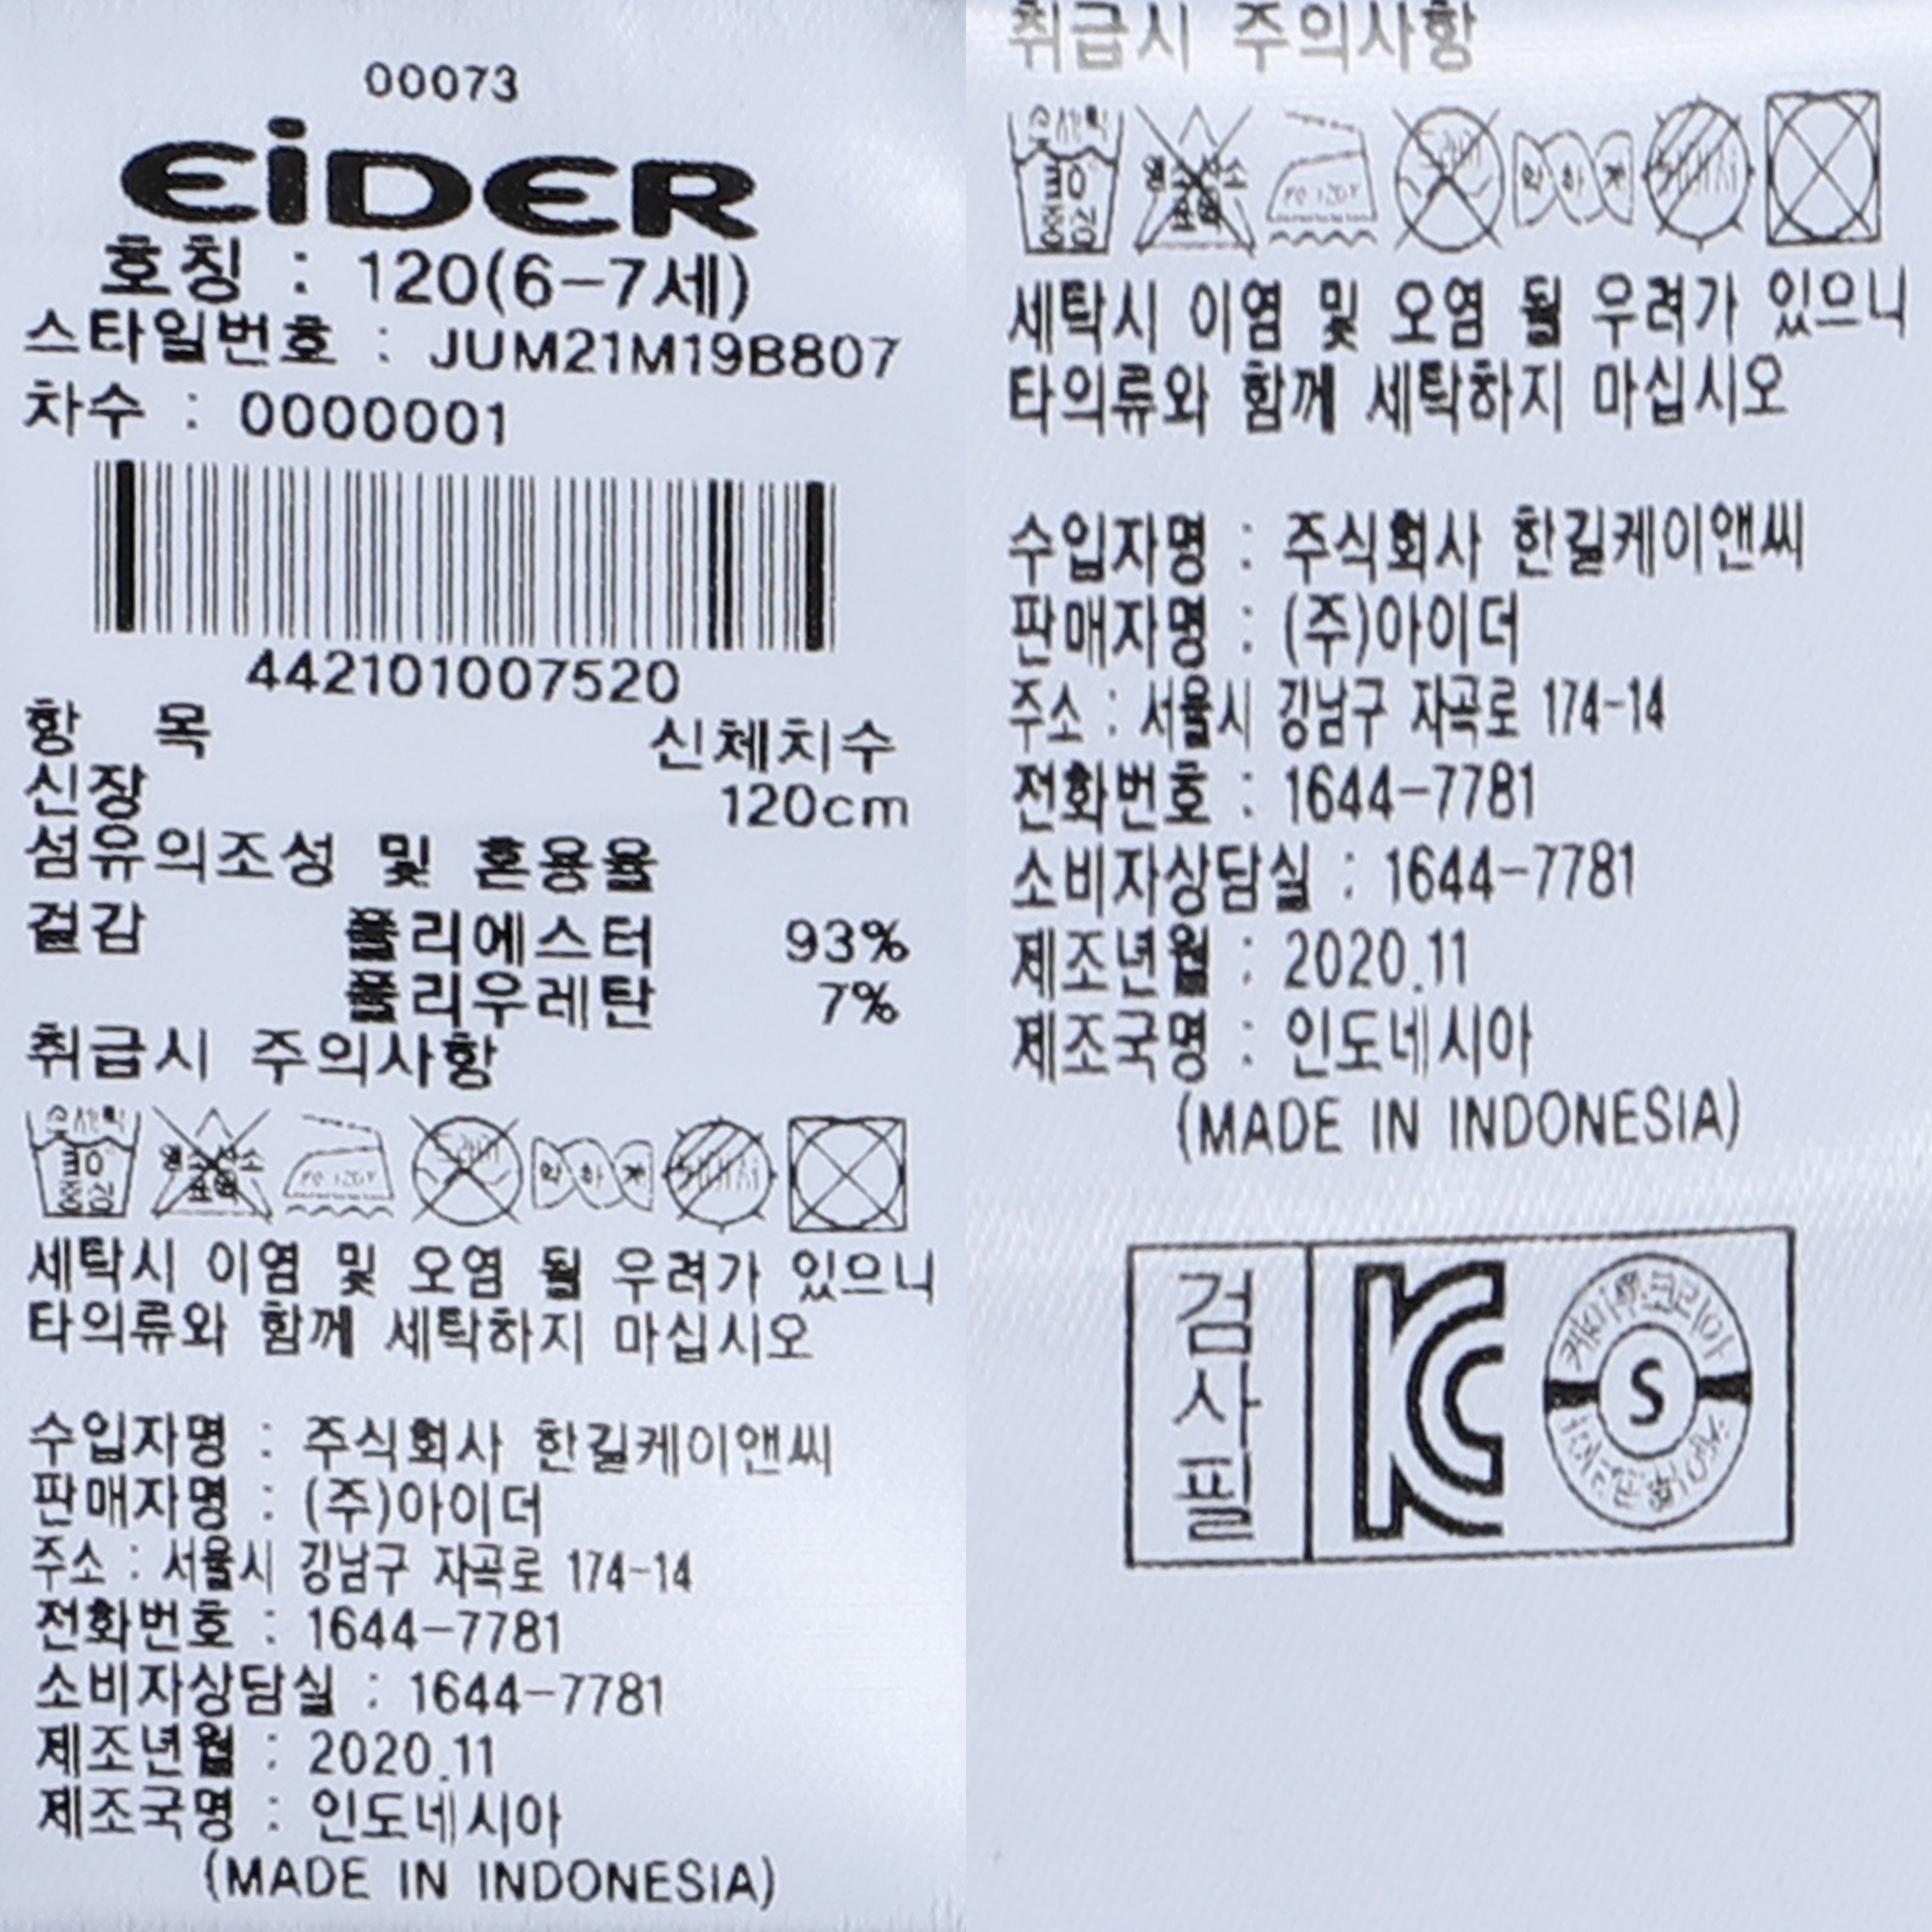 00073
EiDER
호칭 : 120(6-7세)
스타일번호 : JUM21M19B807
차수 : 0000001
442101007520
항 목 신체치수
신장 120cm
섬유의조성 및 혼용율
겉감 폴리에스터 93%
폴리우레탄 7%
취급시 주의사항
약 하 게
세탁시 이염 및 오염 될 우려가 있으니
타의류와 함께 세탁하지 마십시오
수입자명 : 주식회사 한길케이앤씨
판매자명 : (주)아이더
주소 : 서울시 강남구 자곡로 174-14
전화번호 : 1644-7781
소비자상담실 : 1644-7781
제조년월 : 2020.11
제조국명 : 인도네시아
(MADE IN INDONESIA)
취급시 주의사항
약 하 게
세탁시 이염 및 오염 될 우려가 있으니
타의류와 함께 세탁하지 마십시오
수입자명 : 주식회사 한길케이앤씨
판매자명 : (주)아이더
주소 : 서울시 강남구 자곡로 174-14
전화번호 : 1644-7781
소비자상담실 : 1644-7781
제조년월 : 2020.11
제조국명 : 인도네시아
(MADE IN INDONESIA)
검사필
KC
S